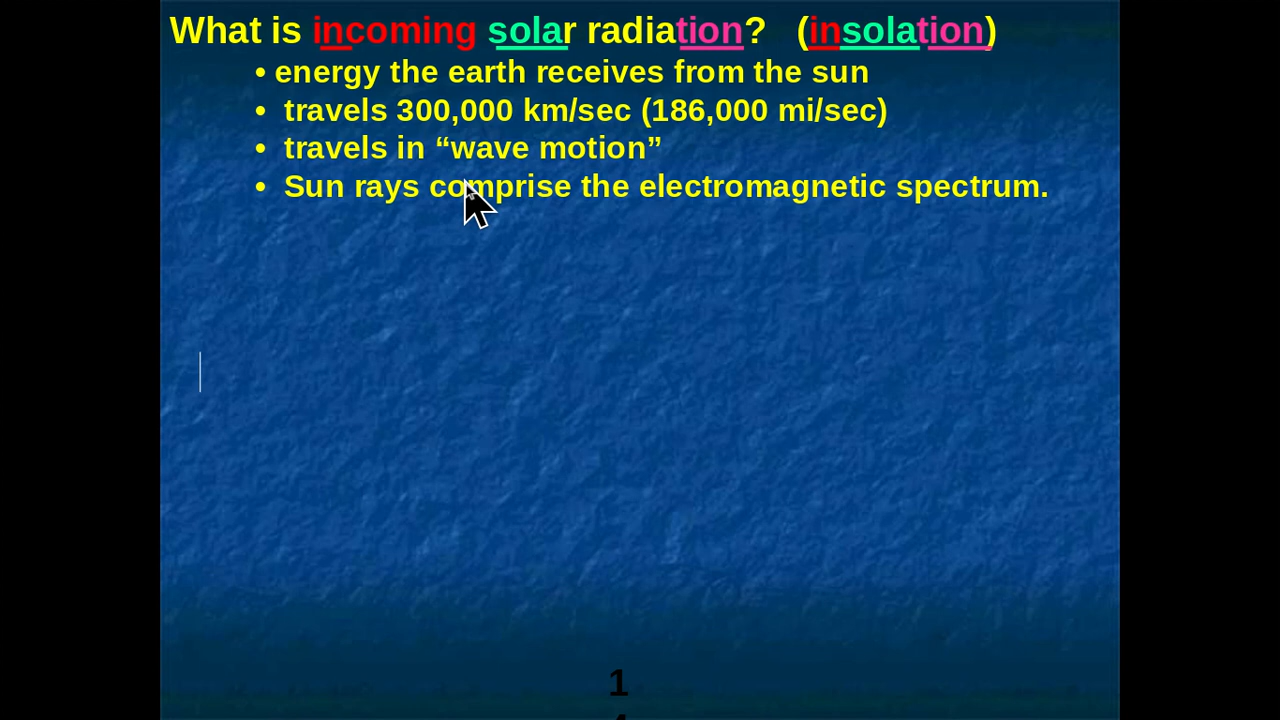 What is incoming solar radiation? (insolation)
• energy the earth receives from the sun
• travels 300,000 km/sec (186,000 mi/sec)
• travels in “wave motion”
• Sun rays comprise the electromagnetic spectrum.
1